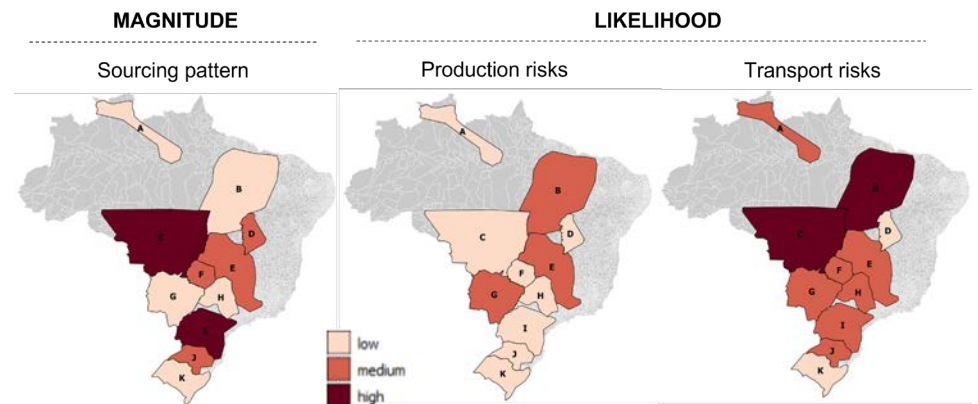 MAGNITUDE
LIKELIHOOD
Sourcing pattern
Production risks
Transport risks
A
B
C
D
E
F
G
H
I
J
K
A
B
C
D
E
F
G
H
I
J
K
A
B
C
D
E
F
G
H
I
J
K
low
medium
high